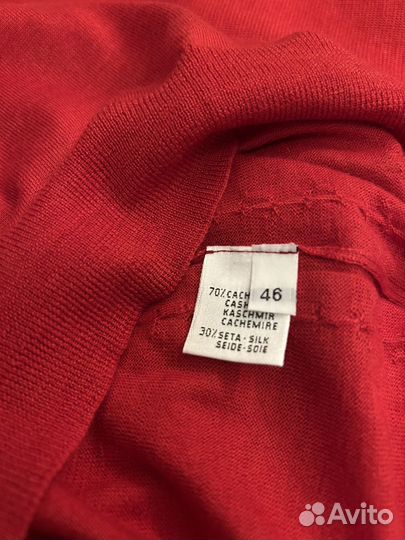 70% CACH
46
CASH
KASCHMIR
CACHEMIRE
30% SETA - SILK
SEIDE-SOIE
Avito